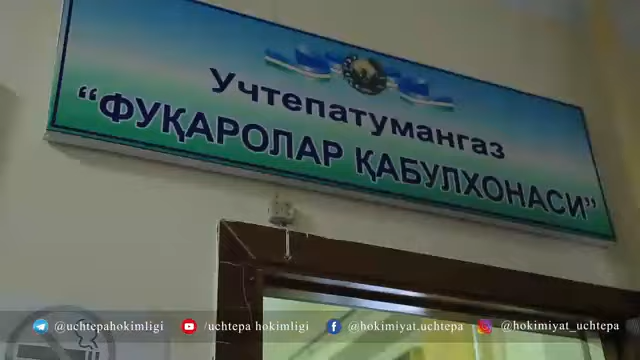 Учтепатумангаз
“ФУҚАРОЛАР ҚАБУЛХОНАСИ”
@uchtepahokimligi /uchtepa hokimligi @hokimiyat.uchtepa @hokimiyat_uchtepa